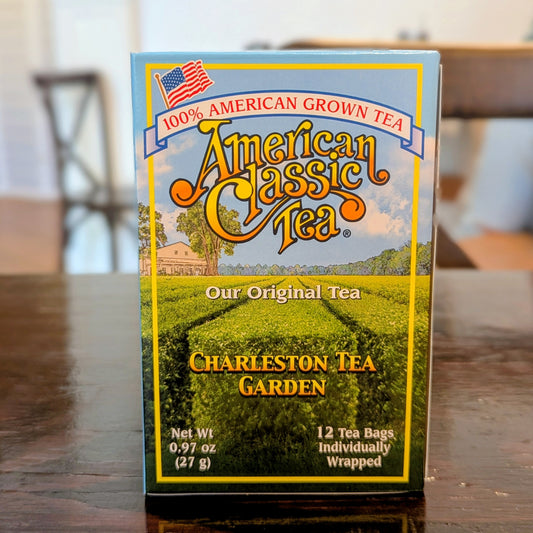 100% AMERICAN GROWN TEA
American
Classic
Tea®
Our Original Tea
CHARLESTON TEA
GARDEN
Net Wt
0.97 oz
(27 g)
12 Tea Bags
Individually
Wrapped